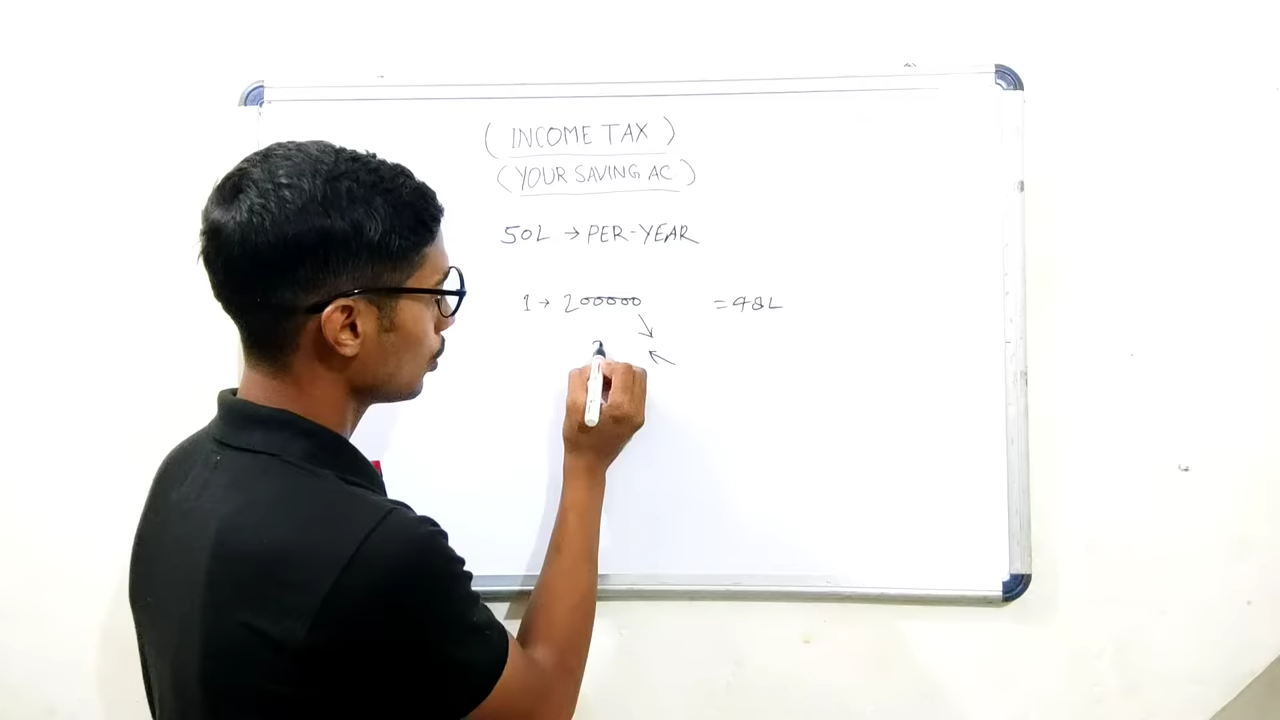 ( INCOME TAX )
( YOUR SAVING AC )
50L → PER-YEAR
1 → 200000 = 48L